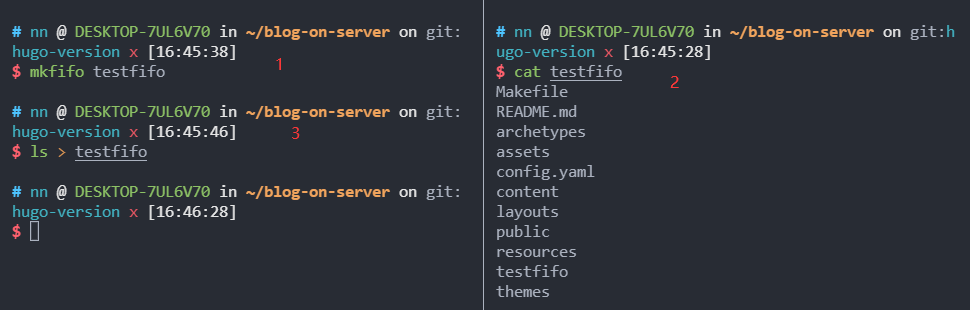 # nn @ DESKTOP-7UL6V70 in ~/blog-on-server on git:
hugo-version x [16:45:38]
1
$ mkfifo testfifo
# nn @ DESKTOP-7UL6V70 in ~/blog-on-server on git:
hugo-version x [16:45:46]
3
$ ls > testfifo
# nn @ DESKTOP-7UL6V70 in ~/blog-on-server on git:
hugo-version x [16:46:28]
$
# nn @ DESKTOP-7UL6V70 in ~/blog-on-server on git:h
ugo-version x [16:45:28]
$ cat testfifo
2
Makefile
README.md
archetypes
assets
config.yaml
content
layouts
public
resources
testfifo
themes